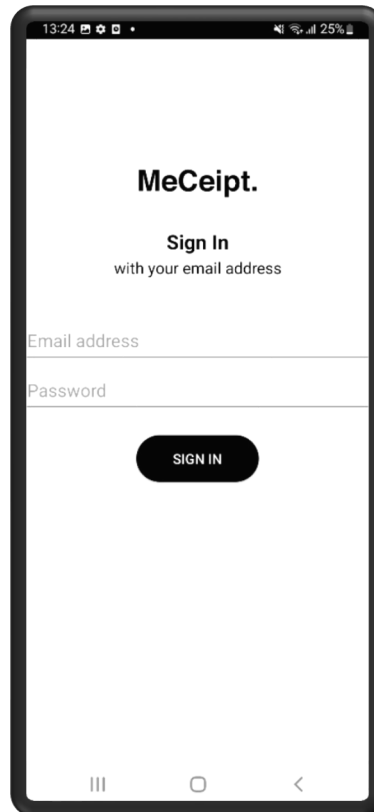 13:24 25%
MeCeipt.
Sign In
with your email address
Email address
Password
SIGN IN